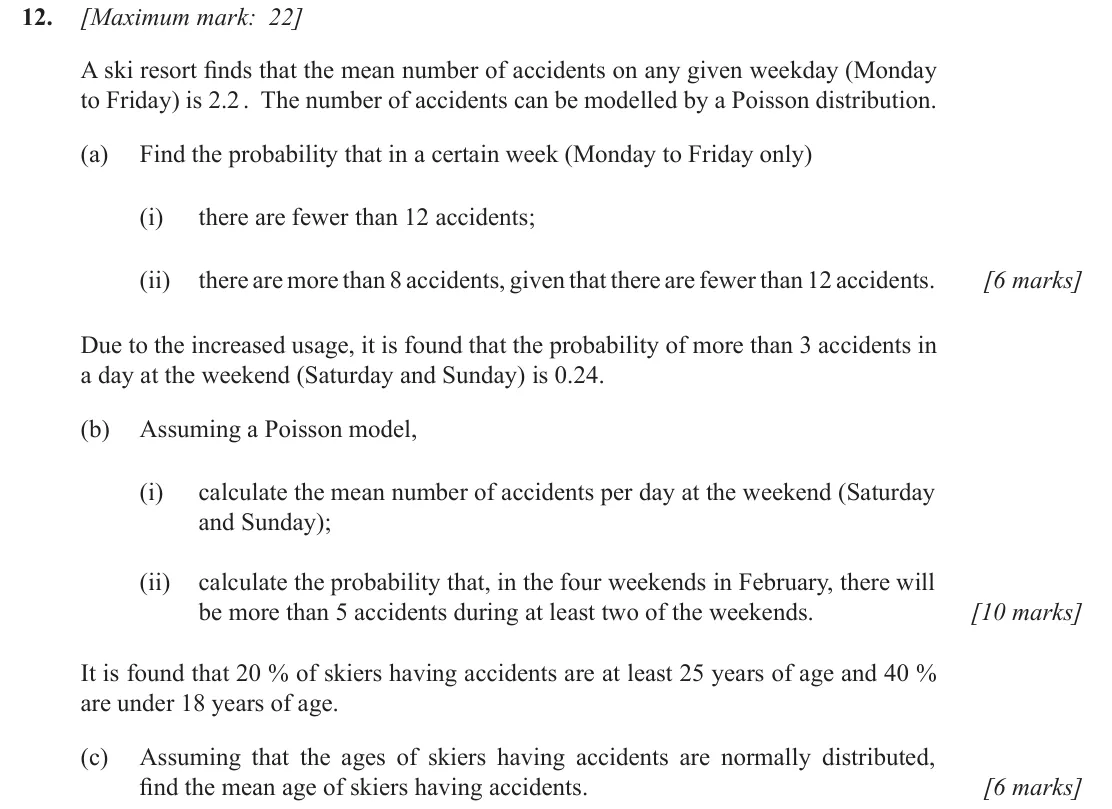 12. [Maximum mark: 22]
A ski resort finds that the mean number of accidents on any given weekday (Monday
to Friday) is 2.2 . The number of accidents can be modelled by a Poisson distribution.
(a) Find the probability that in a certain week (Monday to Friday only)
(i) there are fewer than 12 accidents;
(ii) there are more than 8 accidents, given that there are fewer than 12 accidents. [6 marks]
Due to the increased usage, it is found that the probability of more than 3 accidents in
a day at the weekend (Saturday and Sunday) is 0.24.
(b) Assuming a Poisson model,
(i) calculate the mean number of accidents per day at the weekend (Saturday
and Sunday);
(ii) calculate the probability that, in the four weekends in February, there will
be more than 5 accidents during at least two of the weekends. [10 marks]
It is found that 20 % of skiers having accidents are at least 25 years of age and 40 %
are under 18 years of age.
(c) Assuming that the ages of skiers having accidents are normally distributed,
find the mean age of skiers having accidents. [6 marks]